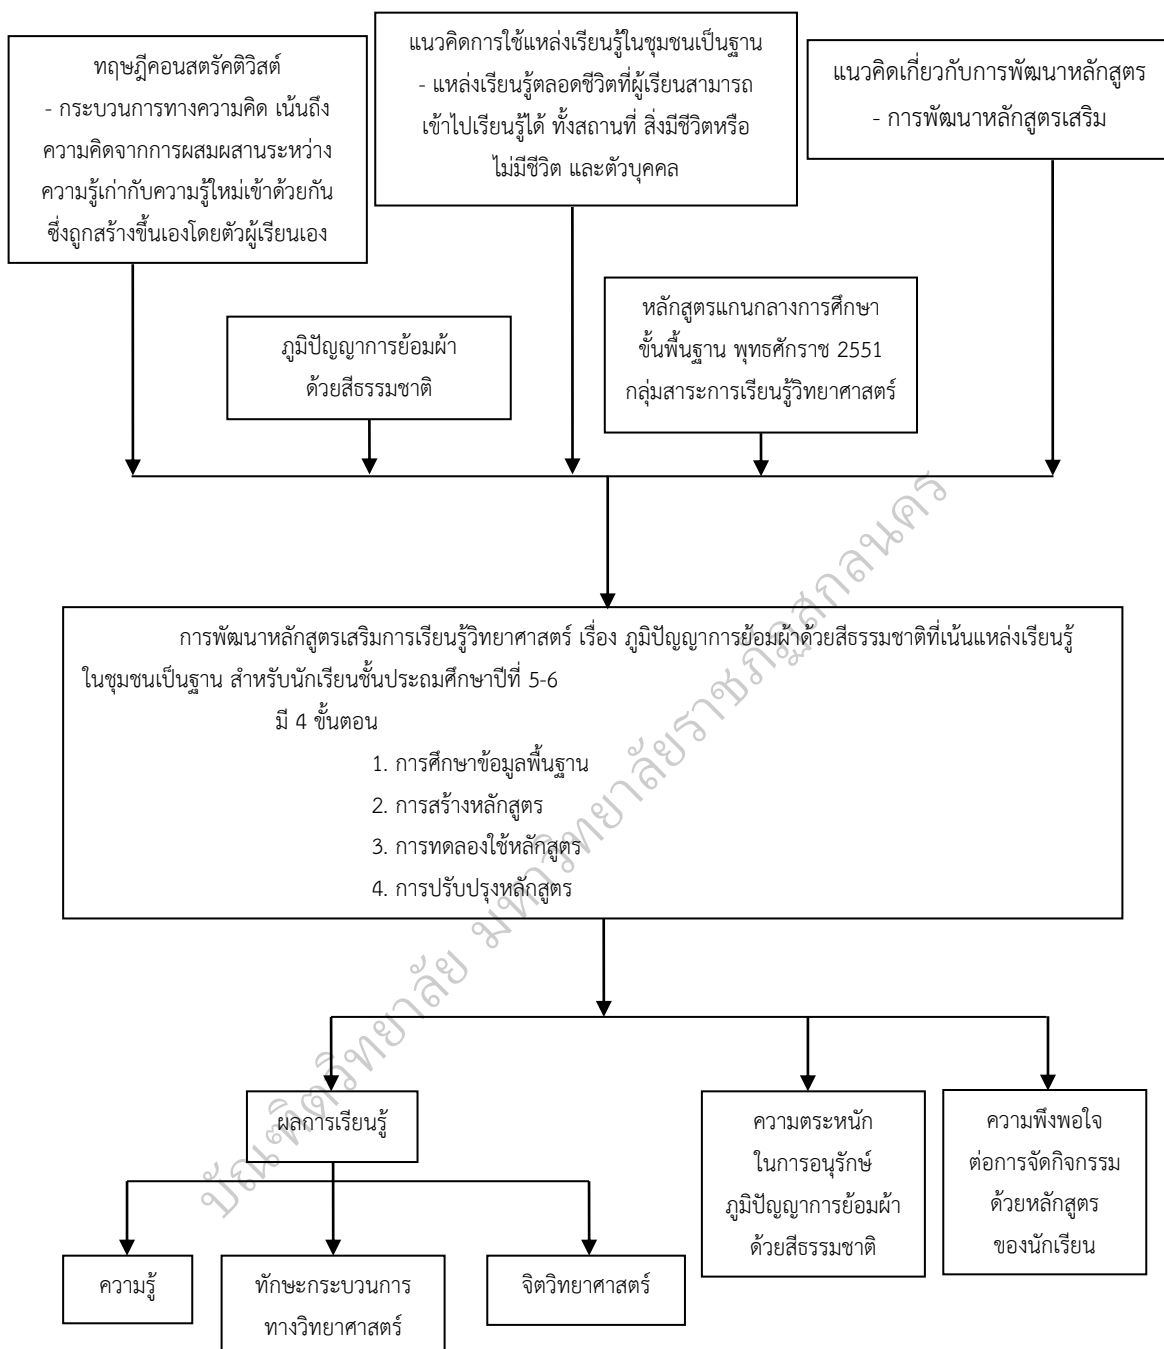 ทฤษฎีคอนสตรัคติวิสต์
- กระบวนการทางความคิด เน้นถึง
ความคิดจากการผสมผสานระหว่าง
ความรู้เก่ากับความรู้ใหม่เข้าด้วยกัน
ซึ่งถูกสร้างขึ้นเองโดยตัวผู้เรียนเอง
แนวคิดการใช้แหล่งเรียนรู้ในชุมชนเป็นฐาน
- แหล่งเรียนรู้ตลอดชีวิตที่ผู้เรียนสามารถ
เข้าไปเรียนรู้ได้ ทั้งสถานที่ สิ่งมีชีวิตหรือ
ไม่มีชีวิต และตัวบุคคล
แนวคิดเกี่ยวกับการพัฒนาหลักสูตร
- การพัฒนาหลักสูตรเสริม
ภูมิปัญญาการย้อมผ้า
ด้วยสีธรรมชาติ
หลักสูตรแกนกลางการศึกษา
ขั้นพื้นฐาน พุทธศักราช 2551
กลุ่มสาระการเรียนรู้วิทยาศาสตร์
การพัฒนาหลักสูตรเสริมการเรียนรู้วิทยาศาสตร์ เรื่อง ภูมิปัญญาการย้อมผ้าด้วยสีธรรมชาติที่เน้นแหล่งเรียนรู้
ในชุมชนเป็นฐาน สำหรับนักเรียนชั้นประถมศึกษาปีที่ 5-6
มี 4 ขั้นตอน
1. การศึกษาข้อมูลพื้นฐาน
2. การสร้างหลักสูตร
3. การทดลองใช้หลักสูตร
4. การปรับปรุงหลักสูตร
ผลการเรียนรู้
ความตระหนัก
ในการอนุรักษ์
ภูมิปัญญาการย้อมผ้า
ด้วยสีธรรมชาติ
ความพึงพอใจ
ต่อการจัดกิจกรรม
ด้วยหลักสูตร
ของนักเรียน
ความรู้
ทักษะกระบวนการ
ทางวิทยาศาสตร์
จิตวิทยาศาสตร์
บัณฑิตวิทยาลัย มหาวิทยาลัยราชภัฏสกลนคร